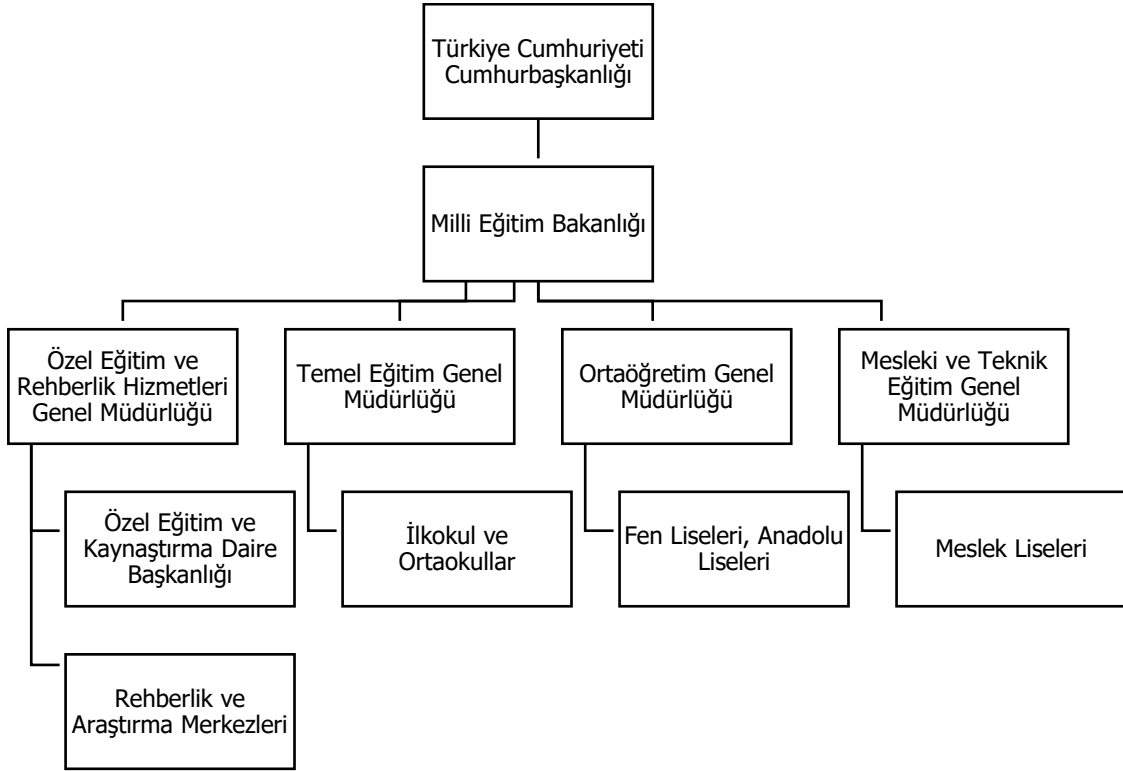 Türkiye Cumhuriyeti
Cumhurbaşkanlığı
Milli Eğitim Bakanlığı
Özel Eğitim ve
Rehberlik Hizmetleri
Genel Müdürlüğü
Temel Eğitim Genel
Müdürlüğü
Ortaöğretim Genel
Müdürlüğü
Mesleki ve Teknik
Eğitim Genel
Müdürlüğü
Özel Eğitim ve
Kaynaştırma Daire
Başkanlığı
İlkokul ve
Ortaokullar
Fen Liseleri, Anadolu
Liseleri
Meslek Liseleri
Rehberlik ve
Araştırma Merkezleri